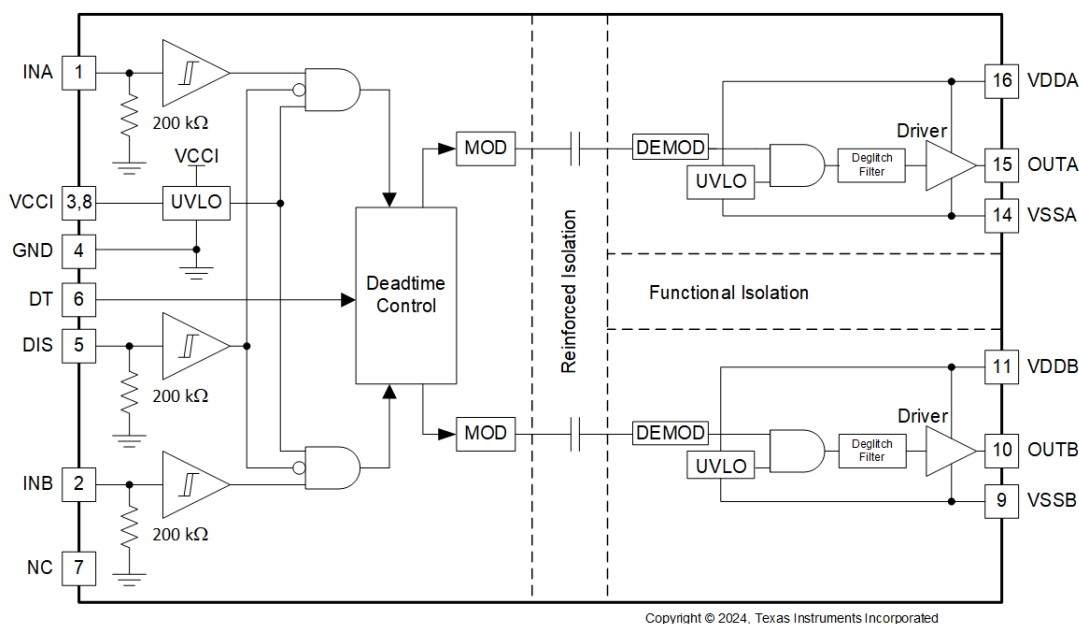 INA
1
200 kΩ
VCCI
VCCI
3,8
UVLO
GND
4
DT
6
DIS
5
200 kΩ
INB
2
200 kΩ
NC
7
Deadtime
Control
MOD
MOD
Reinforced Isolation
Functional Isolation
DEMOD
UVLO
Deglitch
Filter
Driver
16
VDDA
15
OUTA
14
VSSA
DEMOD
UVLO
Deglitch
Filter
Driver
11
VDDB
10
OUTB
9
VSSB
Copyright © 2024, Texas Instruments Incorporated